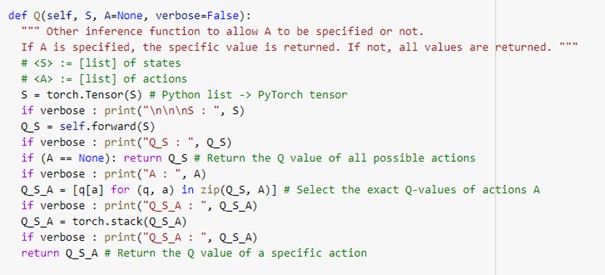 def Q(self, S, A=None, verbose=False):
""" Other inference function to allow A to be specified or not.
If A is specified, the specific value is returned. If not, all values are returned. """
# <S> := [list] of states
# <A> := [list] of actions
S = torch.Tensor(S) # Python list -> PyTorch tensor
if verbose : print("\n\n\nS : ", S)
Q_S = self.forward(S)
if verbose : print("Q_S : ", Q_S)
if (A == None): return Q_S # Return the Q value of all possible actions
if verbose : print("A : ", A)
Q_S_A = [q[a] for (q, a) in zip(Q_S, A)] # Select the exact Q-values of actions A
if verbose : print("Q_S_A : ", Q_S_A)
Q_S_A = torch.stack(Q_S_A)
if verbose : print("Q_S_A : ", Q_S_A)
return Q_S_A # Return the Q value of a specific action